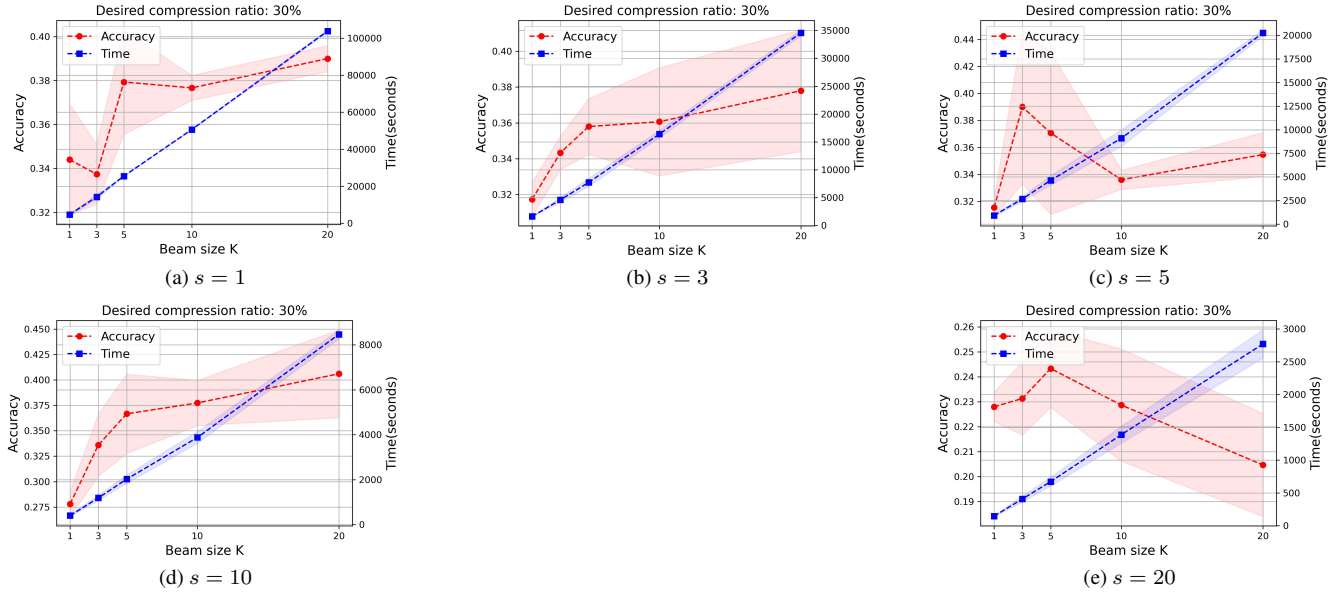 Desired compression ratio: 30%
Accuracy
Time
0.40
0.38
0.36
0.34
0.32
100000
80000
60000
40000
20000
0
Accuracy
Time(seconds)
1 3 5 10 20
Beam size K
(a) s = 1
Desired compression ratio: 30%
Accuracy
Time
0.40
0.38
0.36
0.34
0.32
35000
30000
25000
20000
15000
10000
5000
0
Accuracy
Time(seconds)
1 3 5 10 20
Beam size K
(b) s = 3
Desired compression ratio: 30%
Accuracy
Time
0.44
0.42
0.40
0.38
0.36
0.34
0.32
20000
17500
15000
12500
10000
7500
5000
2500
0
Accuracy
Time(seconds)
1 3 5 10 20
Beam size K
(c) s = 5
Desired compression ratio: 30%
Accuracy
Time
0.450
0.425
0.400
0.375
0.350
0.325
0.300
0.275
8000
6000
4000
2000
0
Accuracy
Time(seconds)
1 3 5 10 20
Beam size K
(d) s = 10
Desired compression ratio: 30%
Accuracy
Time
0.26
0.25
0.24
0.23
0.22
0.21
0.20
0.19
3000
2500
2000
1500
1000
500
0
Accuracy
Time(seconds)
1 3 5 10 20
Beam size K
(e) s = 20